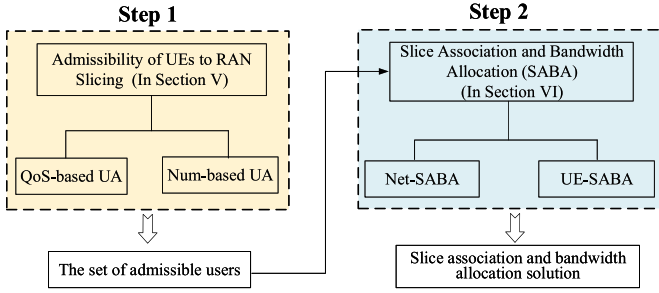 Step 1
Admissibility of UEs to RAN
Slicing (In Section V)
QoS-based UA
Num-based UA
The set of admissible users
Step 2
Slice Association and Bandwidth
Allocation (SABA)
(In Section VI)
Net-SABA
UE-SABA
Slice association and bandwidth
allocation solution